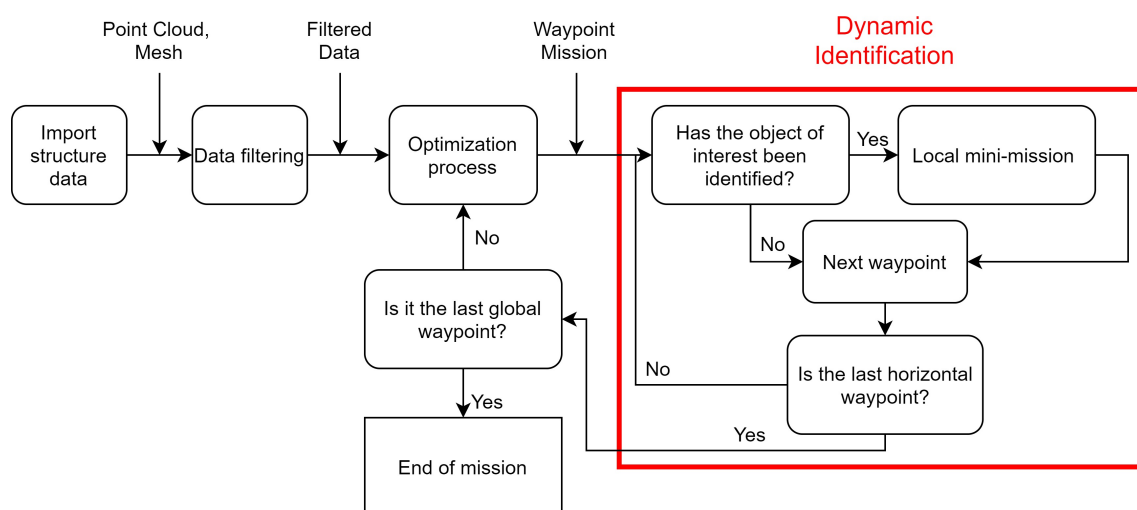 Point Cloud,
Mesh
Filtered
Data
Waypoint
Mission
Dynamic
Identification
Import
structure
data
Data filtering
Optimization
process
Has the object of
interest been
identified?
Yes
Local mini-mission
No
Next waypoint
No
Is it the last global
waypoint?
No
Is the last horizontal
waypoint?
Yes
Yes
End of mission